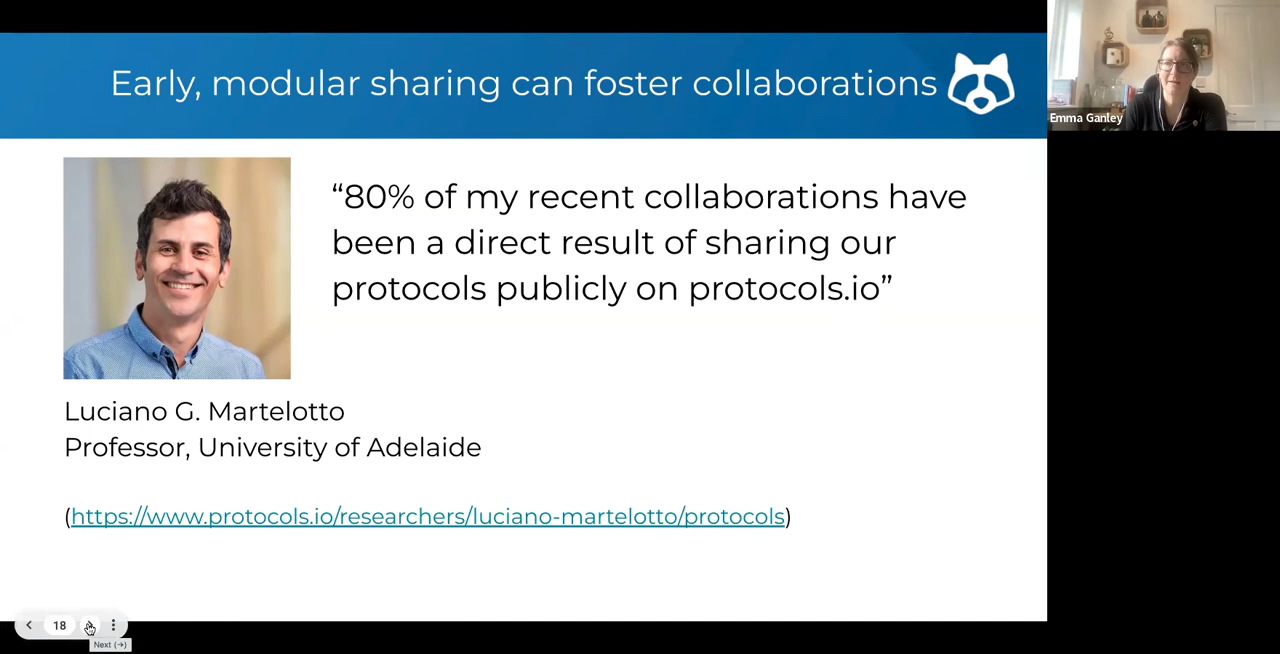 Early, modular sharing can foster collaborations
Emma Ganley
“80% of my recent collaborations have
been a direct result of sharing our
protocols publicly on protocols.io”
Luciano G. Martelotto
Professor, University of Adelaide
(https://www.protocols.io/researchers/luciano-martelotto/protocols)
18
Next (→)